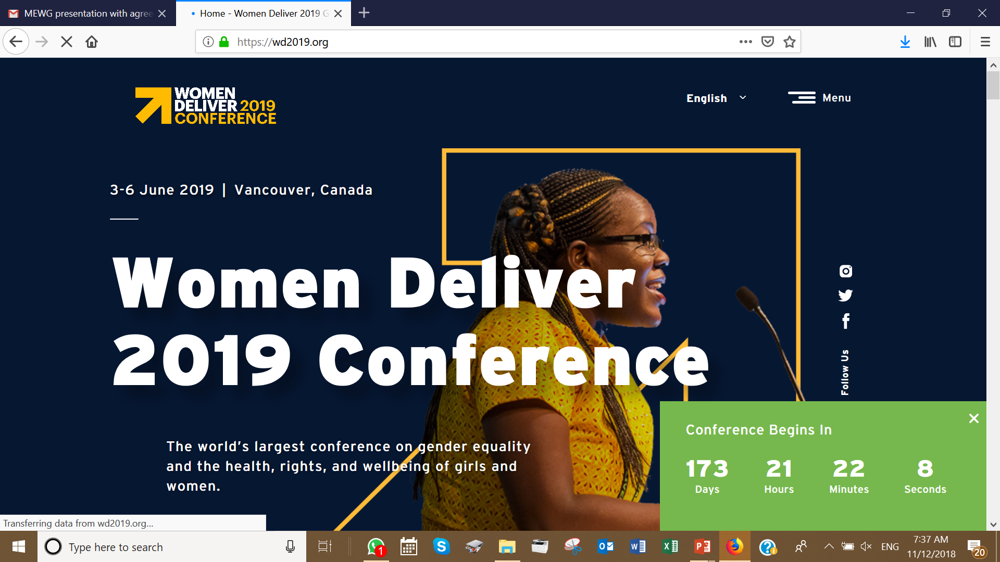 MEWG presentation with agree
Home - Women Deliver 2019 G
https://wd2019.org
WOMEN
DELIVER 2019
CONFERENCE
English
Menu
3-6 June 2019 | Vancouver, Canada
Women Deliver
2019 Conference
Follow Us
The world's largest conference on gender equality
and the health, rights, and wellbeing of girls and
women.
Conference Begins In
173 21 22 8
Days Hours Minutes Seconds
Transferring data from wd2019.org...
Type here to search
1
ENG
7:37 AM
11/12/2018
20